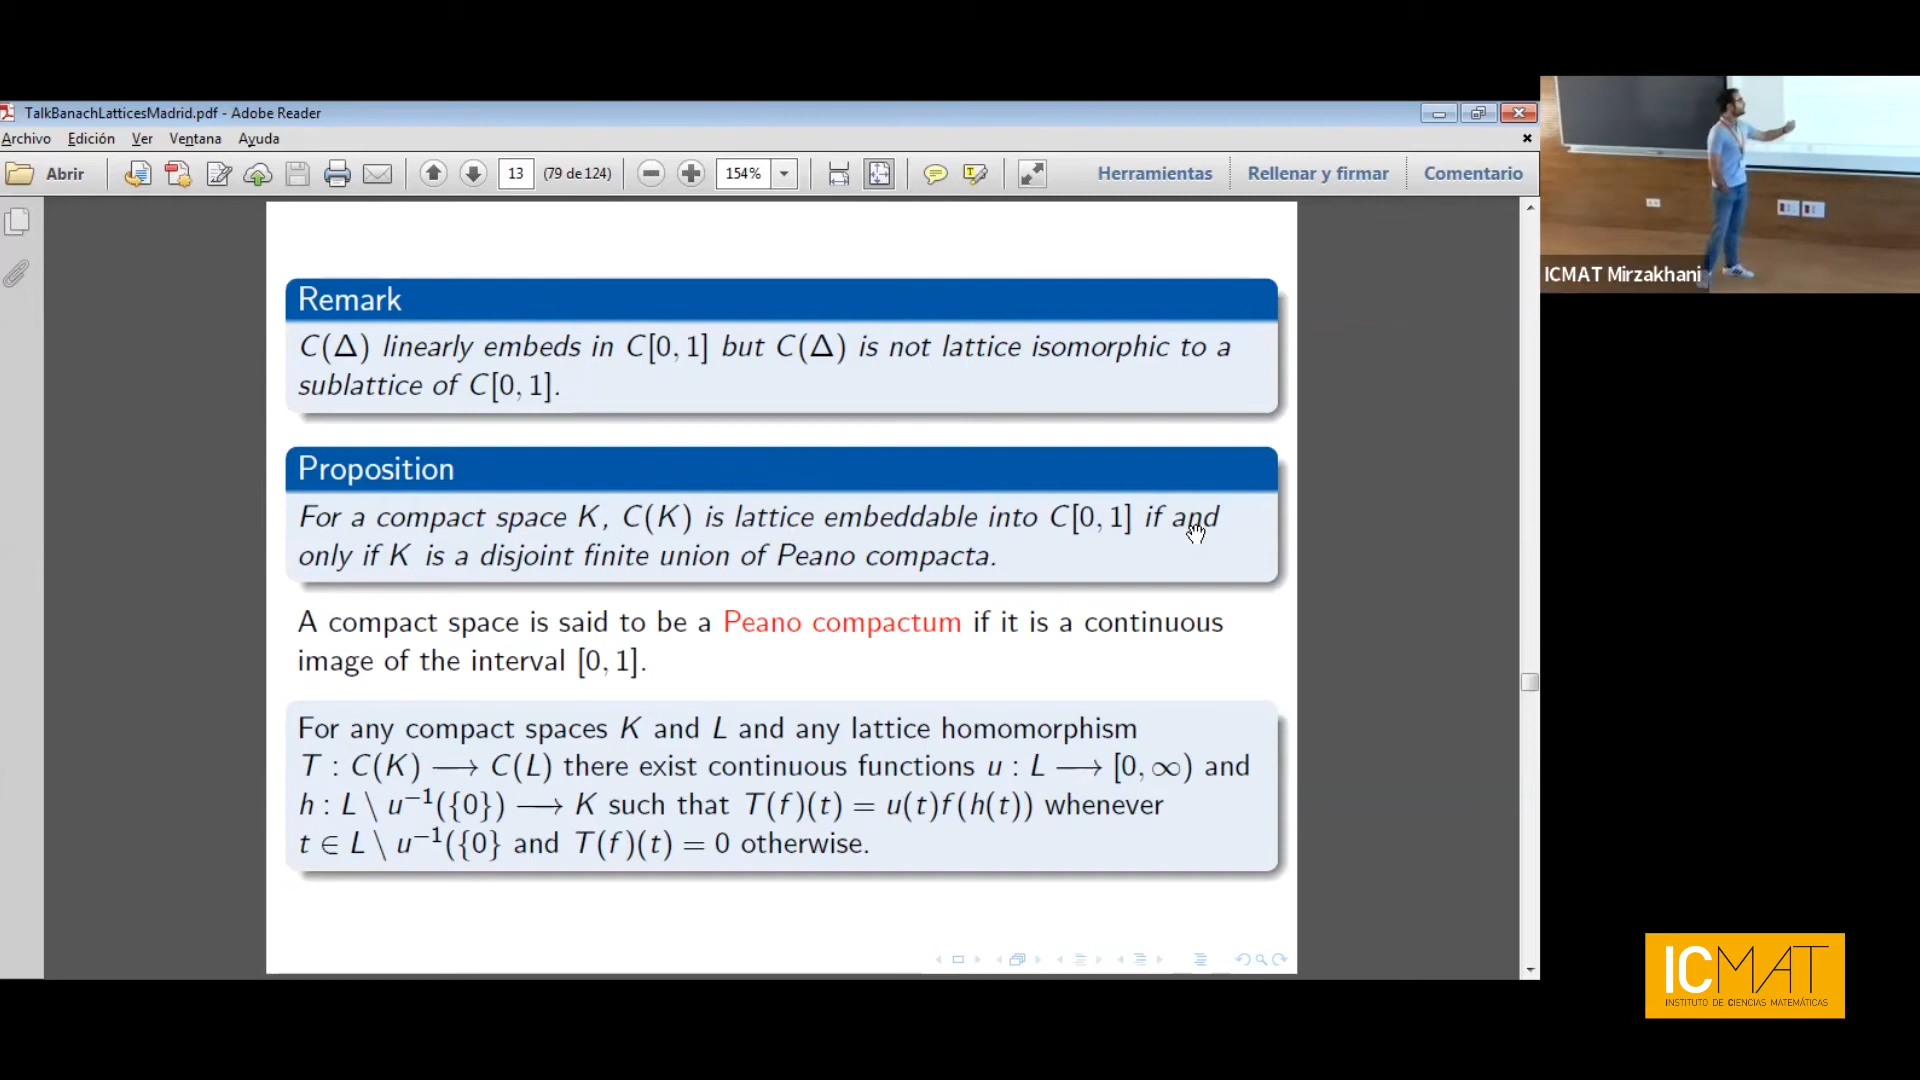 TalkBanachLatticesMadrid.pdf - Adobe Reader
Archivo Edición Ver Ventana Ayuda
Abrir 13 (79 de 124) 154% Herramientas Rellenar y firmar Comentario
ICMAT Mirzakhani
Remark
C(Δ) linearly embeds in C[0, 1] but C(Δ) is not lattice isomorphic to a
sublattice of C[0, 1].
Proposition
For a compact space K, C(K) is lattice embeddable into C[0, 1] if and
only if K is a disjoint finite union of Peano compacta.
A compact space is said to be a Peano compactum if it is a continuous
image of the interval [0, 1].
For any compact spaces K and L and any lattice homomorphism
T : C(K) ⟶ C(L) there exist continuous functions u : L ⟶ [0, ∞) and
h : L \ u⁻¹({0}) ⟶ K such that T(f)(t) = u(t)f(h(t)) whenever
t ∈ L \ u⁻¹({0} and T(f)(t) = 0 otherwise.
ICMAT
INSTITUTO DE CIENCIAS MATEMÁTICAS